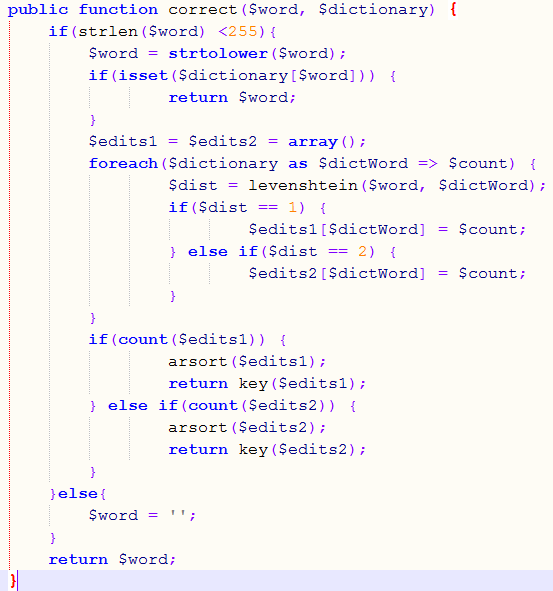 public function correct($word, $dictionary) {
    if(strlen($word) <255){
        $word = strtolower($word);
        if(isset($dictionary[$word])) {
                return $word;
        }
        $edits1 = $edits2 = array();
        foreach($dictionary as $dictWord => $count) {
                $dist = levenshtein($word, $dictWord);
                if($dist == 1) {
                        $edits1[$dictWord] = $count;
                } else if($dist == 2) {
                        $edits2[$dictWord] = $count;
                }
        }
        if(count($edits1)) {
                arsort($edits1);
                return key($edits1);
        } else if(count($edits2)) {
                arsort($edits2);
                return key($edits2);
        }
    }else{
        $word = '';
    }
    return $word;
}